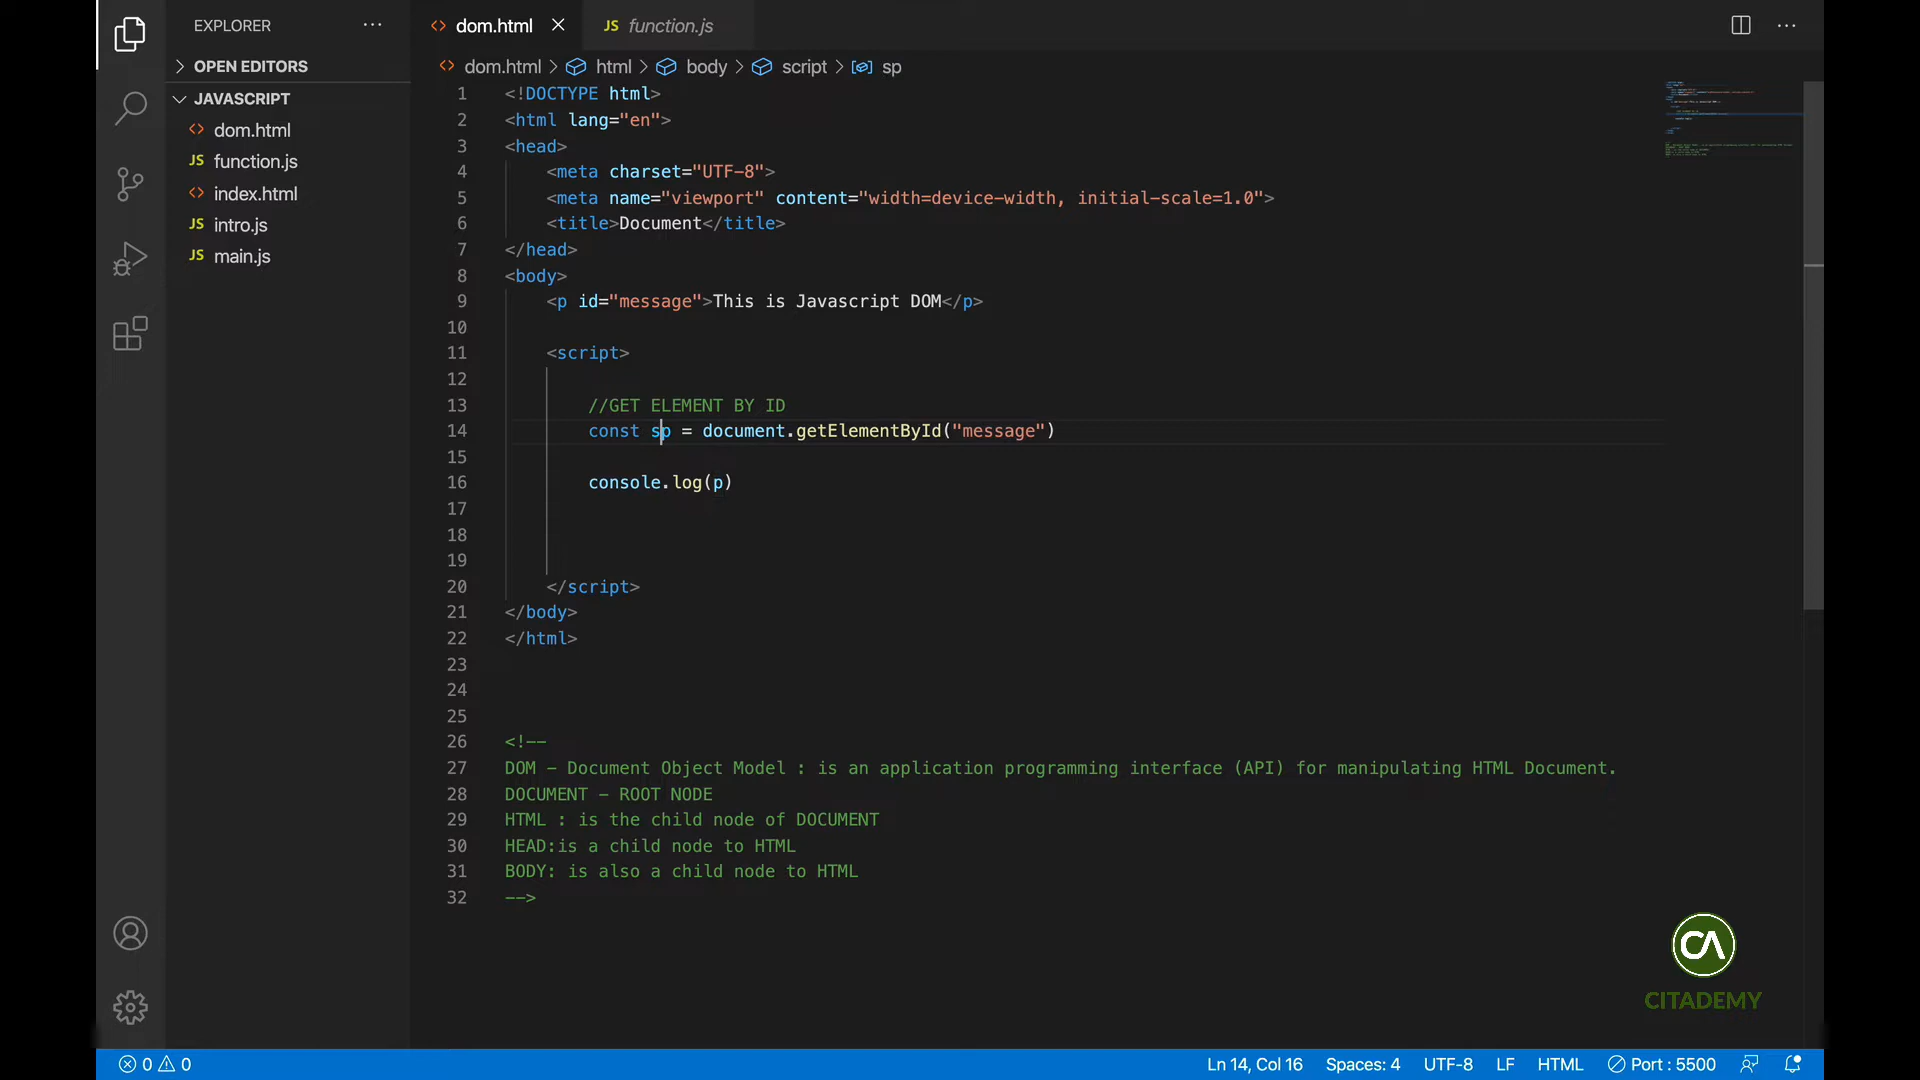 EXPLORER
OPEN EDITORS
JAVASCRIPT
dom.html
JS function.js
index.html
JS intro.js
JS main.js
dom.html JS function.js
dom.html html body script sp
1 <!DOCTYPE html>
2 <html lang="en">
3 <head>
4 <meta charset="UTF-8">
5 <meta name="viewport" content="width=device-width, initial-scale=1.0">
6 <title>Document</title>
7 </head>
8 <body>
9 <p id="message">This is Javascript DOM</p>
10
11 <script>
12
13 //GET ELEMENT BY ID
14 const sp = document.getElementById("message")
15
16 console.log(p)
17
18
19
20 </script>
21 </body>
22 </html>
23
24
25
26 <!--
27 DOM - Document Object Model : is an application programming interface (API) for manipulating HTML Document.
28 DOCUMENT - ROOT NODE
29 HTML : is the child node of DOCUMENT
30 HEAD:is a child node to HTML
31 BODY: is also a child node to HTML
32 -->
CA
CITADEMY
0 0 Ln 14, Col 16 Spaces: 4 UTF-8 LF HTML Port : 5500